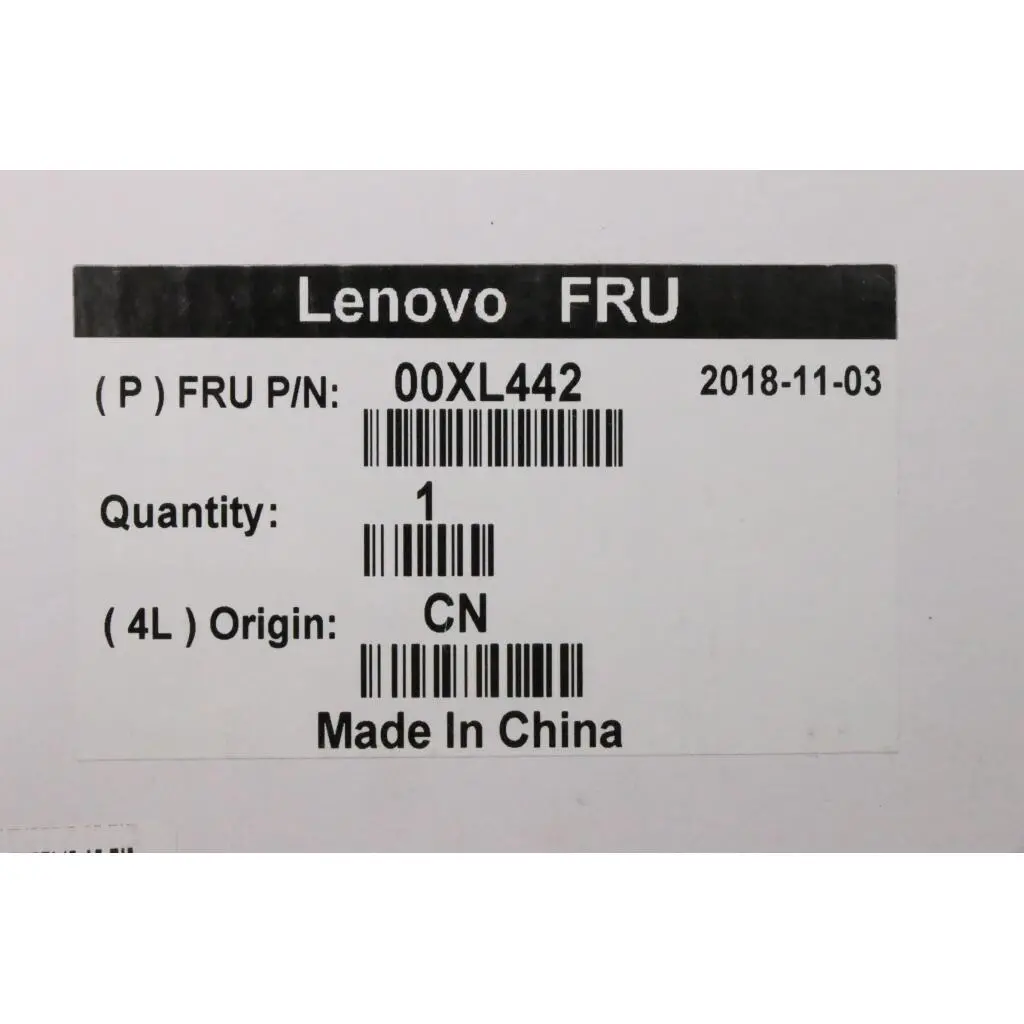 Lenovo FRU
( P ) FRU P/N: 00XL442 2018-11-03
Quantity: 1
( 4L ) Origin: CN
Made In China